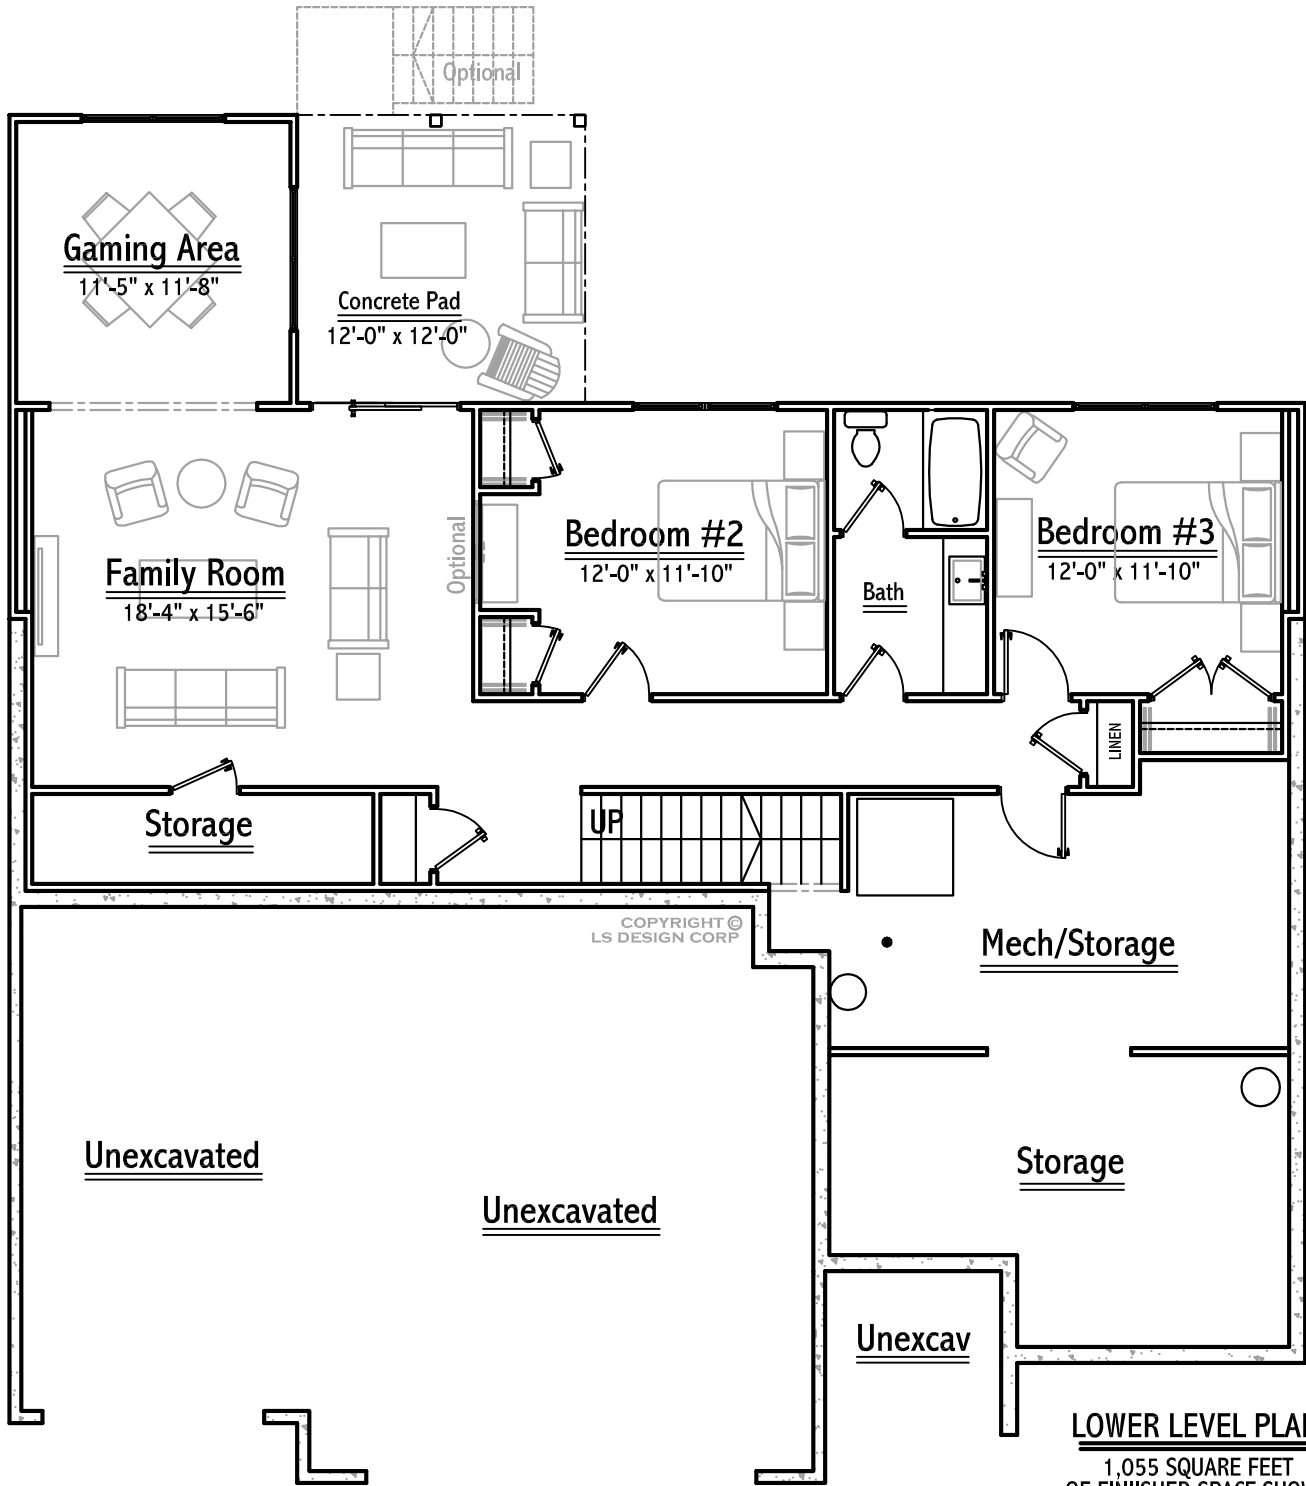 Optional
Gaming Area
11'-5" x 11'-8"
Concrete Pad
12'-0" x 12'-0"
Family Room
18'-4" x 15'-6"
Optional
Bedroom #2
12'-0" x 11'-10"
Bath
Bedroom #3
12'-0" x 11'-10"
LINEN
Storage
UP
COPYRIGHT ©
LS DESIGN CORP
Mech/Storage
Unexcavated
Unexcavated
Storage
Unexcav
LOWER LEVEL PLA
1,055 SQUARE FEET